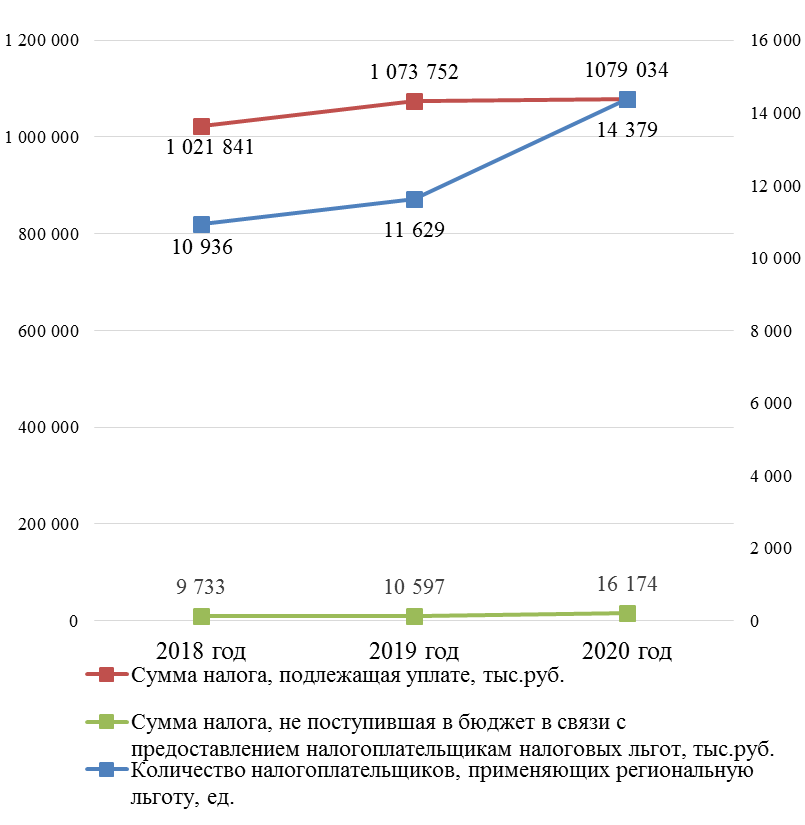 1 200 000
16 000
1 073 752
1079 034
14 000
1 000 000
1 021 841
14 379
12 000
800 000
10 936
11 629
10 000
600 000
8 000
6 000
400 000
4 000
200 000
2 000
9 733
10 597
16 174
0
0
2018 год
2019 год
2020 год
Сумма налога, подлежащая уплате, тыс.руб.
Сумма налога, не поступившая в бюджет в связи с
предоставлением налогоплательщикам налоговых льгот, тыс.руб.
Количество налогоплательщиков, применяющих региональную
льготу, ед.